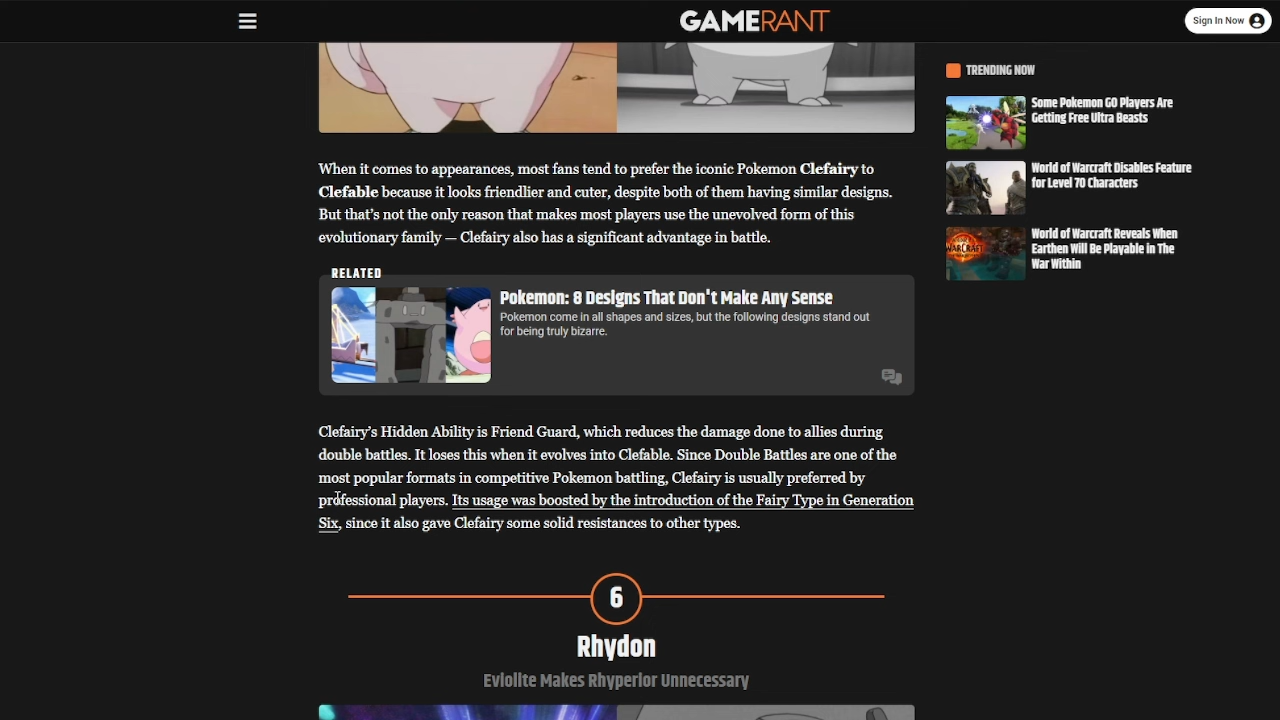 GAMERANT
Sign In Now
TRENDING NOW
Some Pokemon GO Players Are
Getting Free Ultra Beasts
World of Warcraft Disables Feature
for Level 70 Characters
World of Warcraft Reveals When
Earthen Will Be Playable in The
War Within
When it comes to appearances, most fans tend to prefer the iconic Pokemon Clefairy to
Clefable because it looks friendlier and cuter, despite both of them having similar designs.
But that’s not the only reason that makes most players use the unevolved form of this
evolutionary family — Clefairy also has a significant advantage in battle.
RELATED
Pokemon: 8 Designs That Don't Make Any Sense
Pokemon come in all shapes and sizes, but the following designs stand out
for being truly bizarre.
Clefairy’s Hidden Ability is Friend Guard, which reduces the damage done to allies during
double battles. It loses this when it evolves into Clefable. Since Double Battles are one of the
most popular formats in competitive Pokemon battling, Clefairy is usually preferred by
professional players. Its usage was boosted by the introduction of the Fairy Type in Generation
Six, since it also gave Clefairy some solid resistances to other types.
6
Rhydon
Eviolite Makes Rhyperior Unnecessary